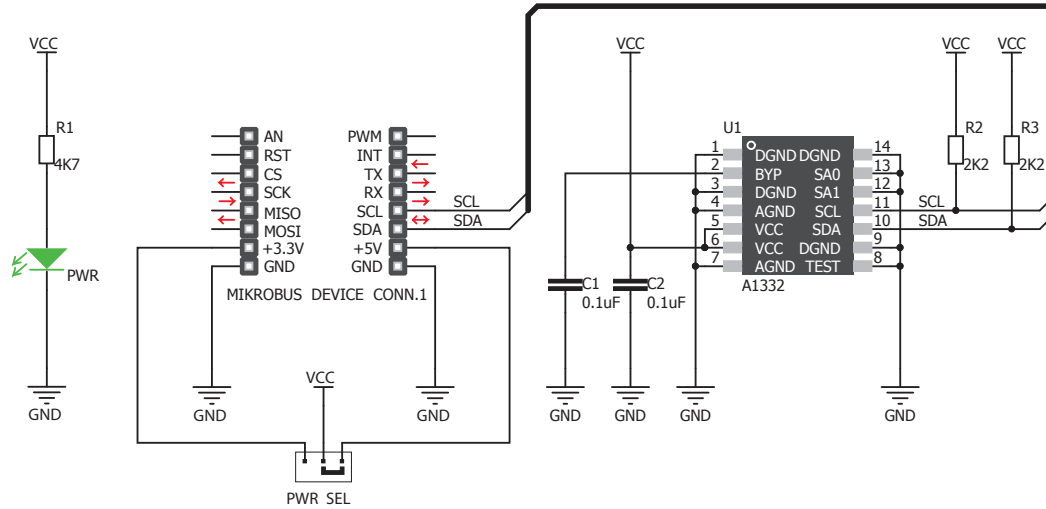 VCC
R1
4K7
PWR
GND
AN
RST
CS
SCK
MISO
MOSI
+3.3V
GND
PWM
INT
TX
RX
SCL
SDA
+5V
GND
SCL
SDA
MIKROBUS DEVICE CONN.1
GND
GND
VCC
PWR SEL
VCC
C1
0.1uF
C2
0.1uF
GND
GND
GND
U1
1 DGND DGND 14
2 BYP SA0 13
3 DGND SA1 12
4 AGND SCL 11
5 VCC SDA 10
6 VCC DGND 9
7 AGND TEST 8
A1332
SCL
SDA
GND
VCC
R2
2K2
VCC
R3
2K2